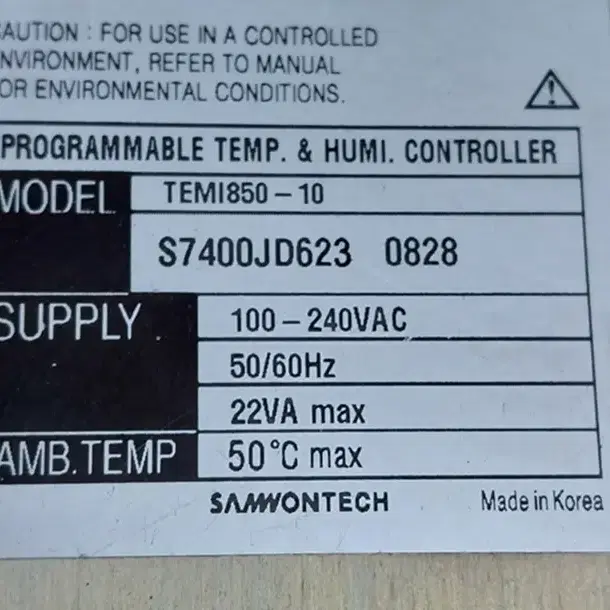 AUTION : FOR USE IN A CONTROLLED
NVIRONMENT, REFER TO MANUAL
OR ENVIRONMENTAL CONDITIONS.
PROGRAMMABLE TEMP. & HUMI. CONTROLLER
MODEL TEMI850-10
S7400JD623 0828
SUPPLY 100-240VAC
50/60Hz
22VA max
AMB.TEMP 50°C max
SAMWONTECH Made in Korea